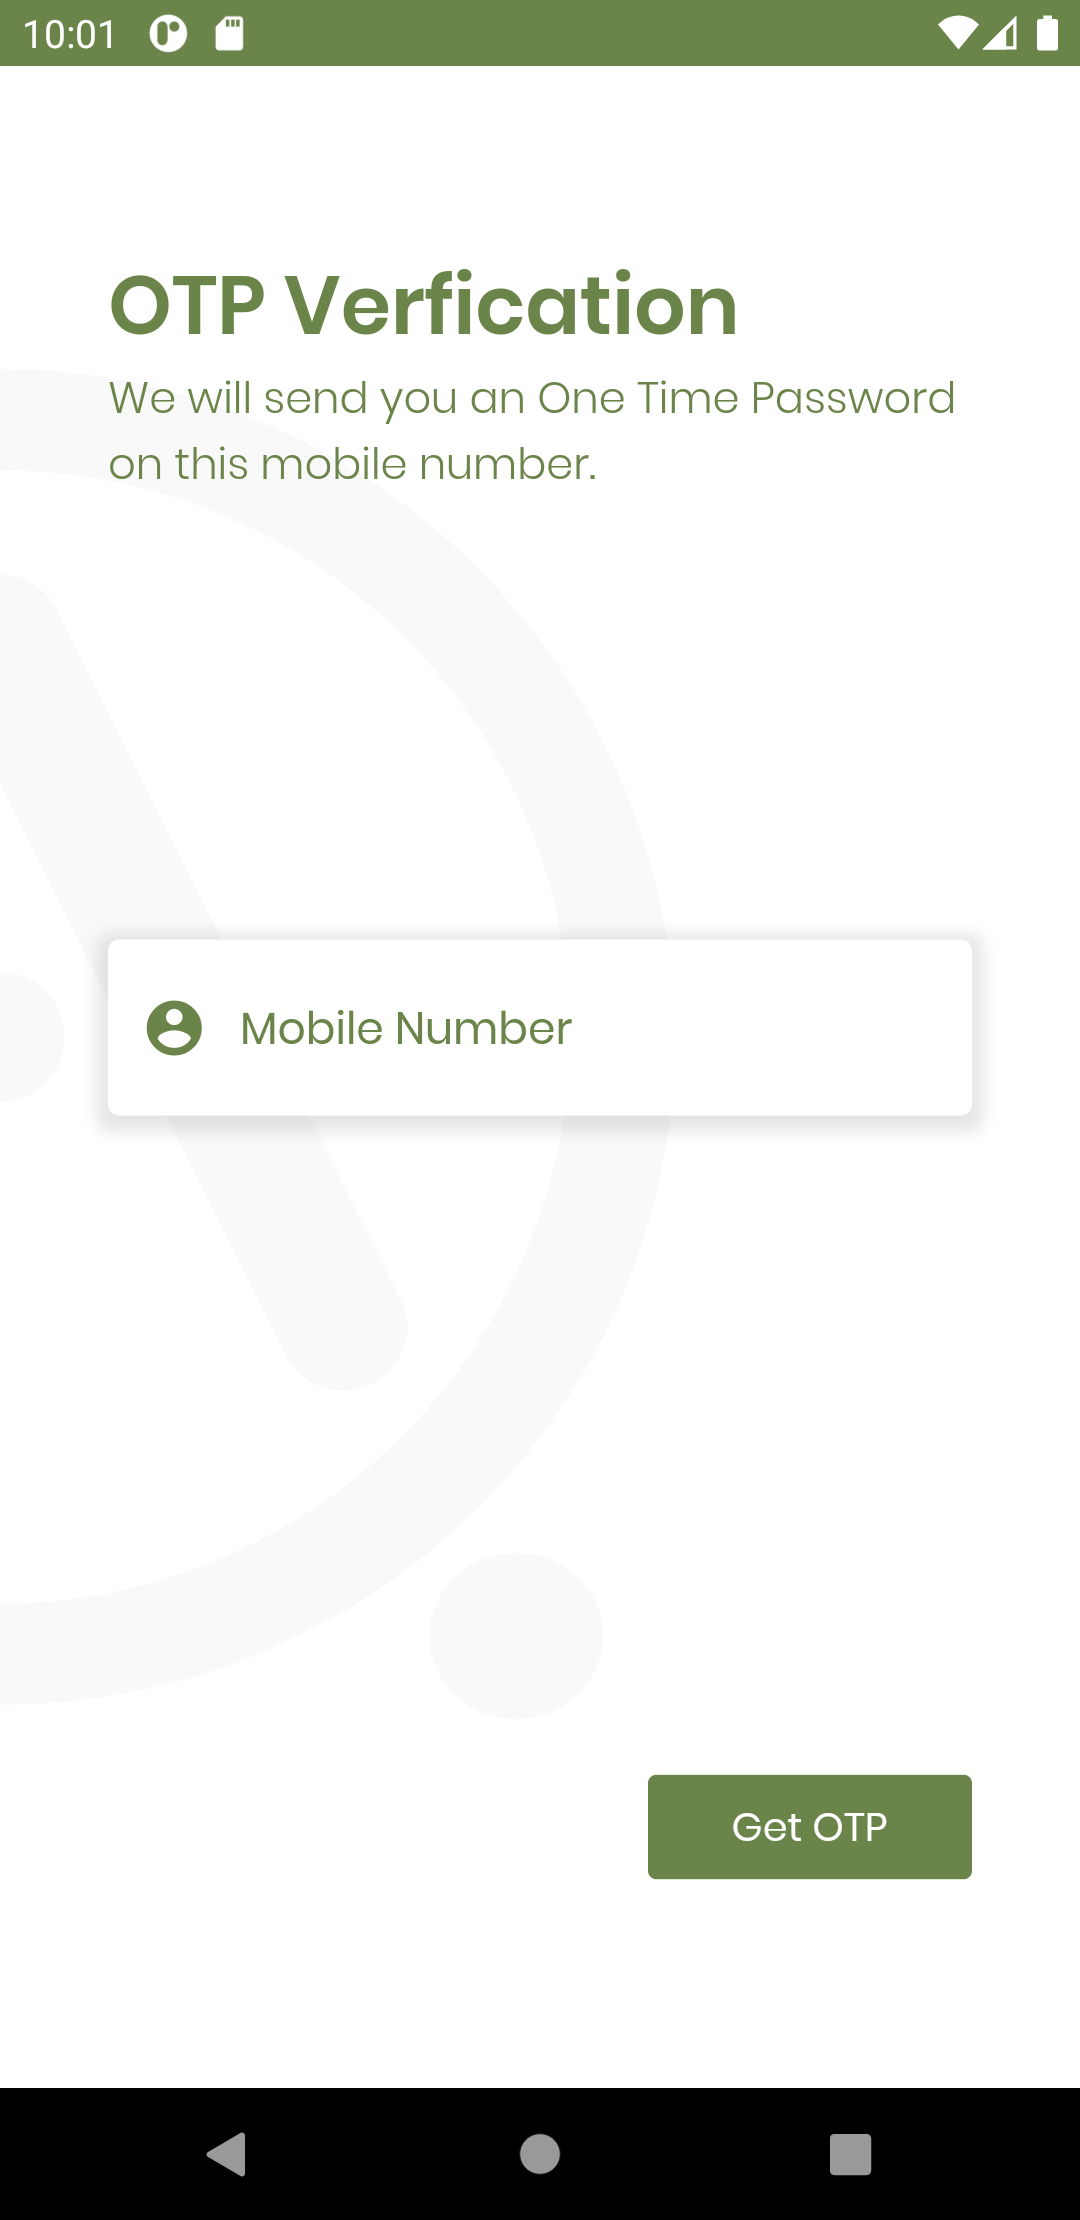 10:01
OTP Verfication
We will send you an One Time Password
on this mobile number.
Mobile Number
Get OTP